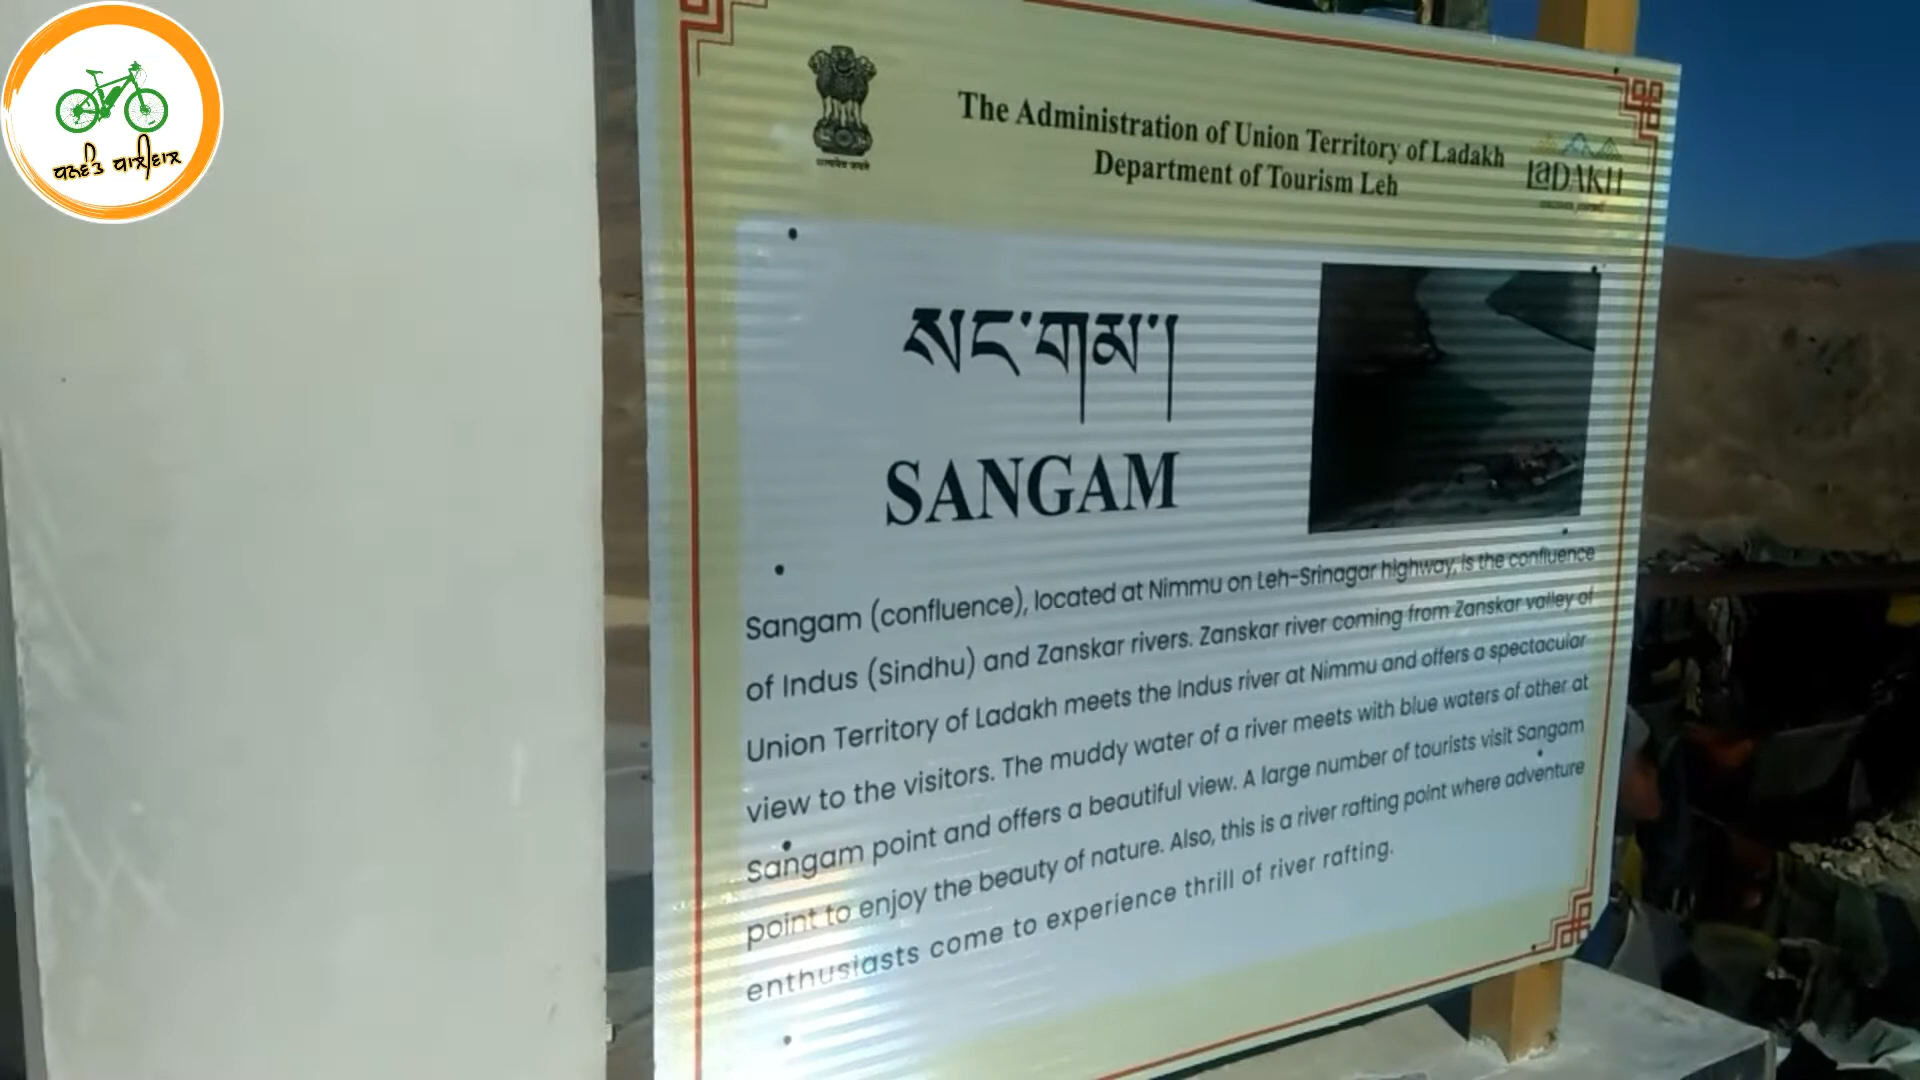 ਧਨਵੰਤ ਧਾਲੀਵਾਲ
The Administration of Union Territory of Ladakh
Department of Tourism Leh
LaDAKH
སང་གམ་།
SANGAM
Sangam (confluence), located at Nimmu on Leh-Srinagar highway, is the confluence
of Indus (Sindhu) and Zanskar rivers. Zanskar river coming from Zanskar valley of
Union Territory of Ladakh meets the Indus river at Nimmu and offers a spectacular
view to the visitors. The muddy water of a river meets with blue waters of other at
Sangam point and offers a beautiful view. A large number of tourists visit Sangam
point to enjoy the beauty of nature. Also, this is a river rafting point where adventure
enthusiasts come to experience thrill of river rafting.